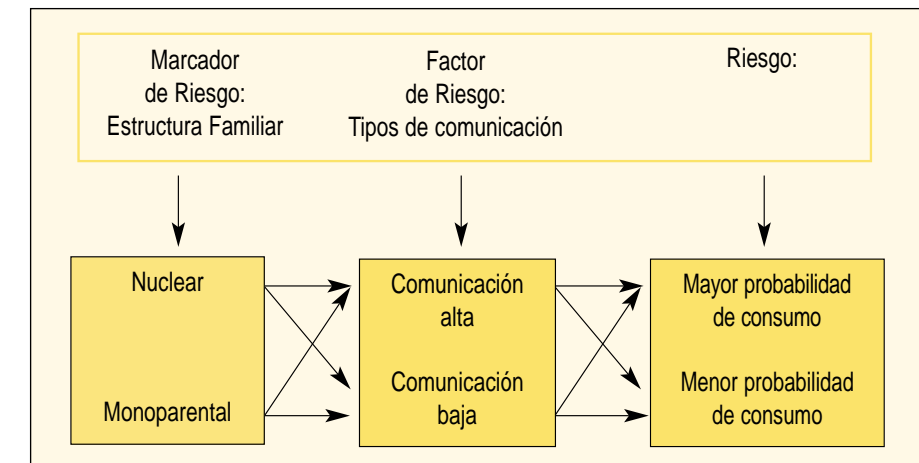 Marcador
de Riesgo:
Estructura Familiar
Factor
de Riesgo:
Tipos de comunicación
Riesgo:
Nuclear
Monoparental
Comunicación
alta
Comunicación
baja
Mayor probabilidad
de consumo
Menor probabilidad
de consumo